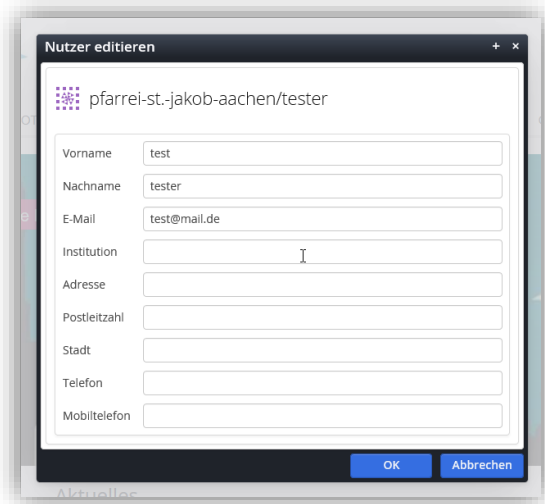 Nutzer editieren
pfarrei-st.-jakob-aachen/tester
Vorname test
Nachname tester
E-Mail test@mail.de
Institution
Adresse
Postleitzahl
Stadt
Telefon
Mobiltelefon
OK Abbrechen
Aktuelles